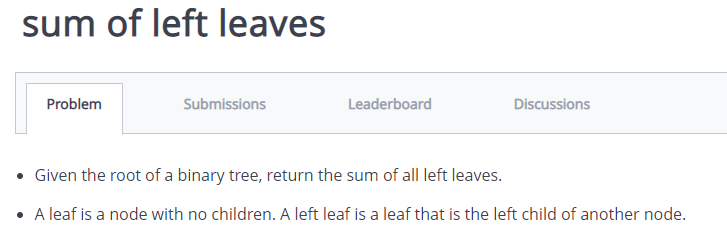 sum of left leaves
Problem Submissions Leaderboard Discussions
• Given the root of a binary tree, return the sum of all left leaves.
• A leaf is a node with no children. A left leaf is a leaf that is the left child of another node.